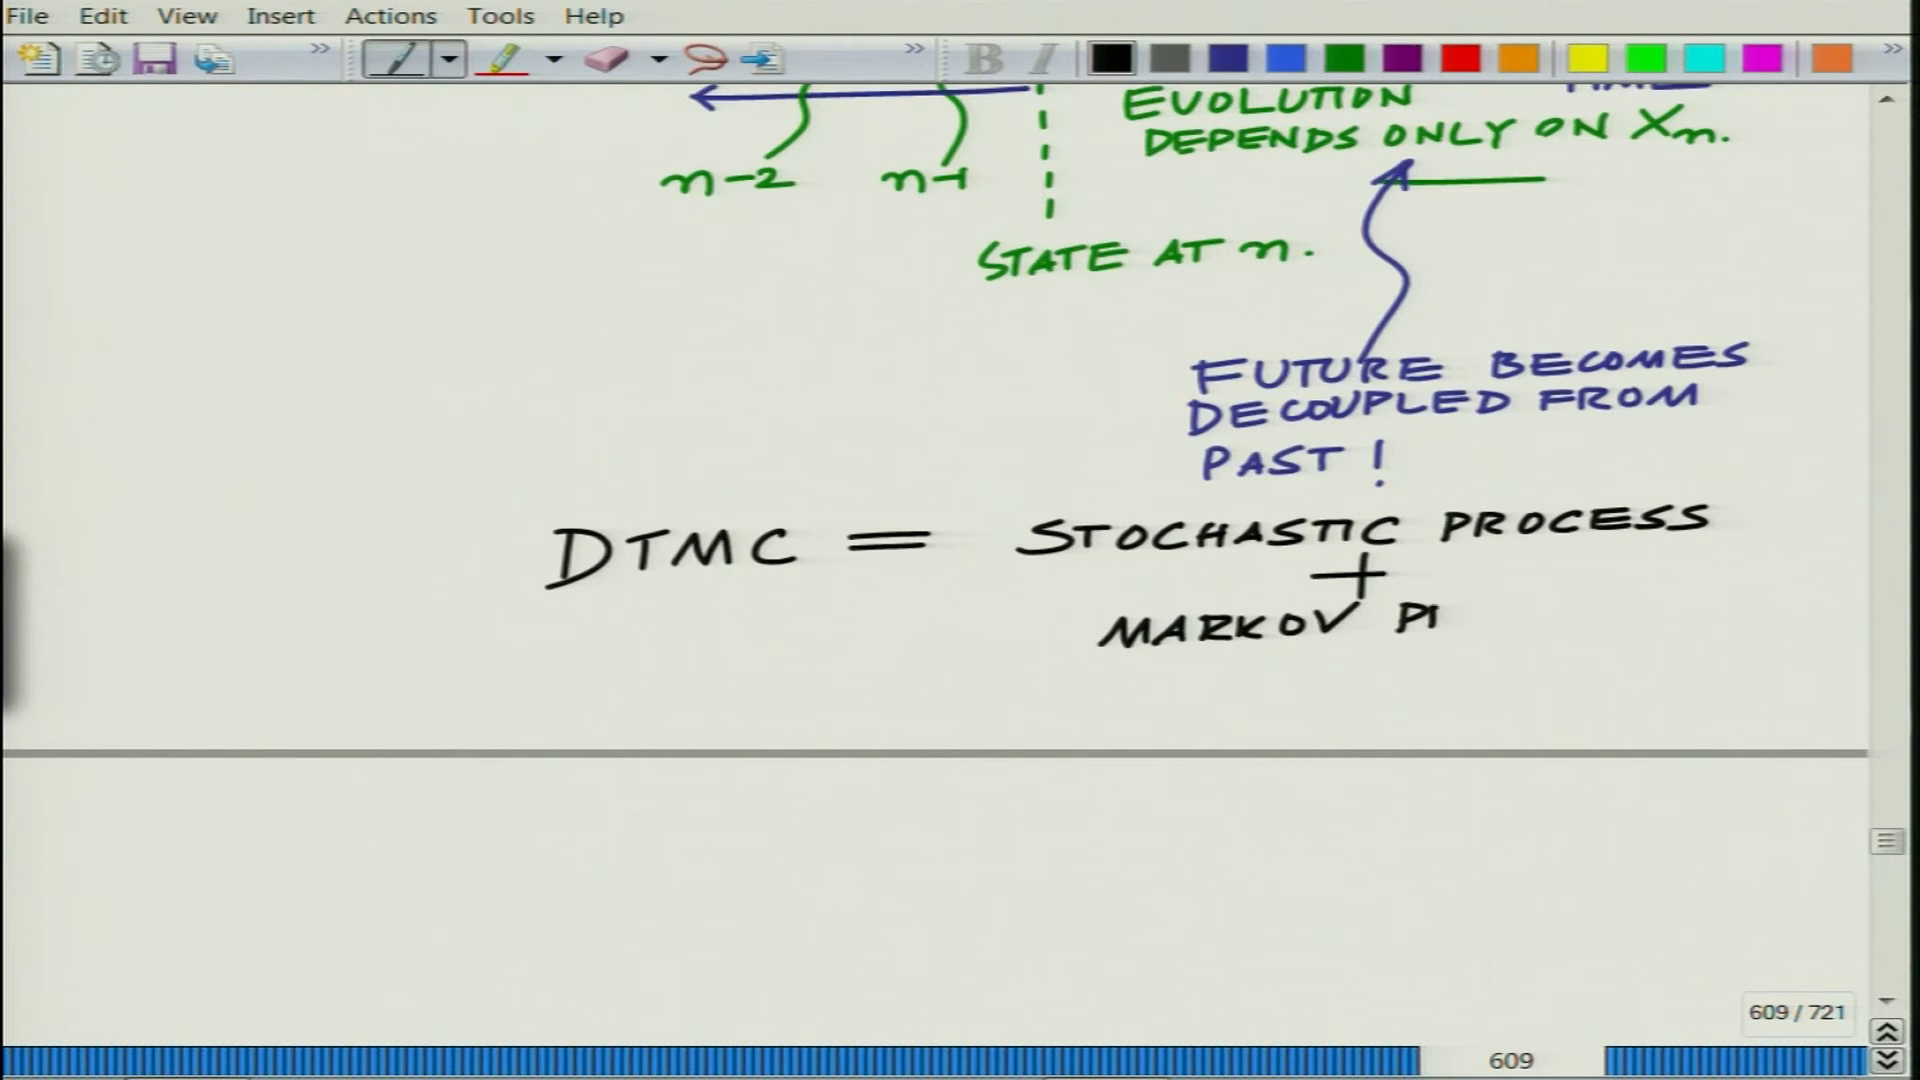 File Edit View Insert Actions Tools Help
B I
EVOLUTION
DEPENDS ONLY ON Xn.
n-2 n-1
STATE AT n.
FUTURE BECOMES
DECOUPLED FROM
PAST!
DTMC = STOCHASTIC PROCESS
+
MARKOV
609 / 721
609